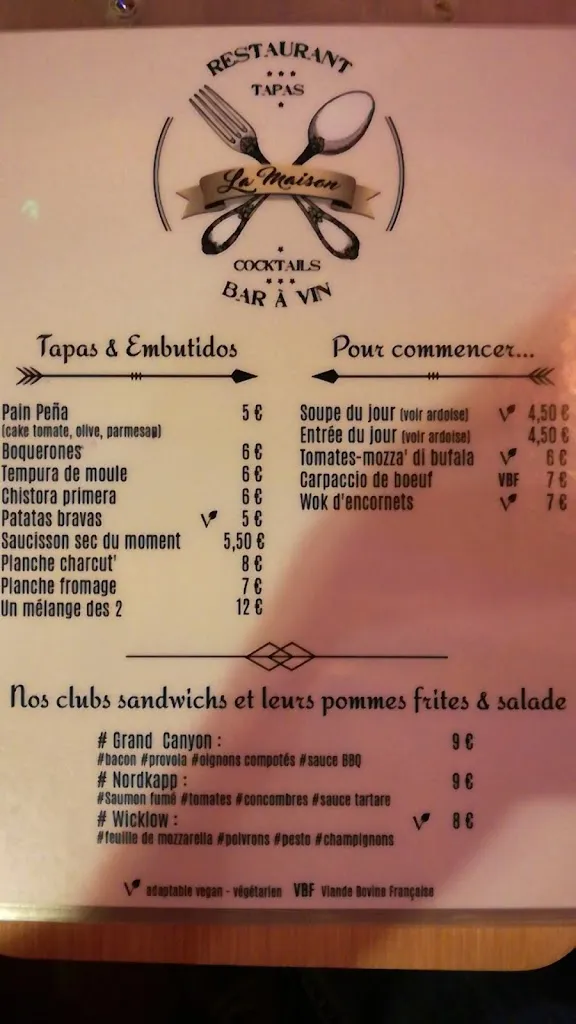 RESTAURANT
TAPAS
La Maison
COCKTAILS
BAR À VIN
Tapas & Embutidos
Pain Peña 5 €
(cake tomate, olive, parmesan)
Boquerones 6 €
Tempura de moule 6 €
Chistora primera 6 €
Patatas bravas V 5 €
Saucisson sec du moment 5,50 €
Planche charcut' 8 €
Planche fromage 7 €
Un mélange des 2 12 €
Pour commencer...
Soupe du jour (voir ardoise) V 4,50 €
Entrée du jour (voir ardoise) 4,50 €
Tomates-mozza' di bufala V 6 €
Carpaccio de boeuf VBF 7 €
Wok d'encornets V 7 €
Nos clubs sandwichs et leurs pommes frites & salade
# Grand Canyon : 9 €
#bacon #provola #oignons compotés #sauce BBQ
# Nordkapp : 9 €
#Saumon fumé #tomates #concombres #sauce tartare
# Wicklow : V 8 €
#feuille de mozzarella #poivrons #pesto #champignons
V adaptable vegan - végétarien VBF Viande Bovine Française